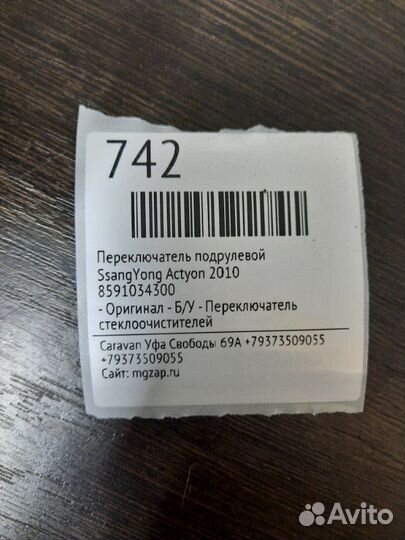 742
Переключатель подрулевой
SsangYong Actyon 2010
8591034300
- Оригинал - Б/У - Переключатель
стеклоочистителей
Caravan Уфа Свободы 69А +79373509055
+79373509055
Сайт: mgzap.ru
Avito